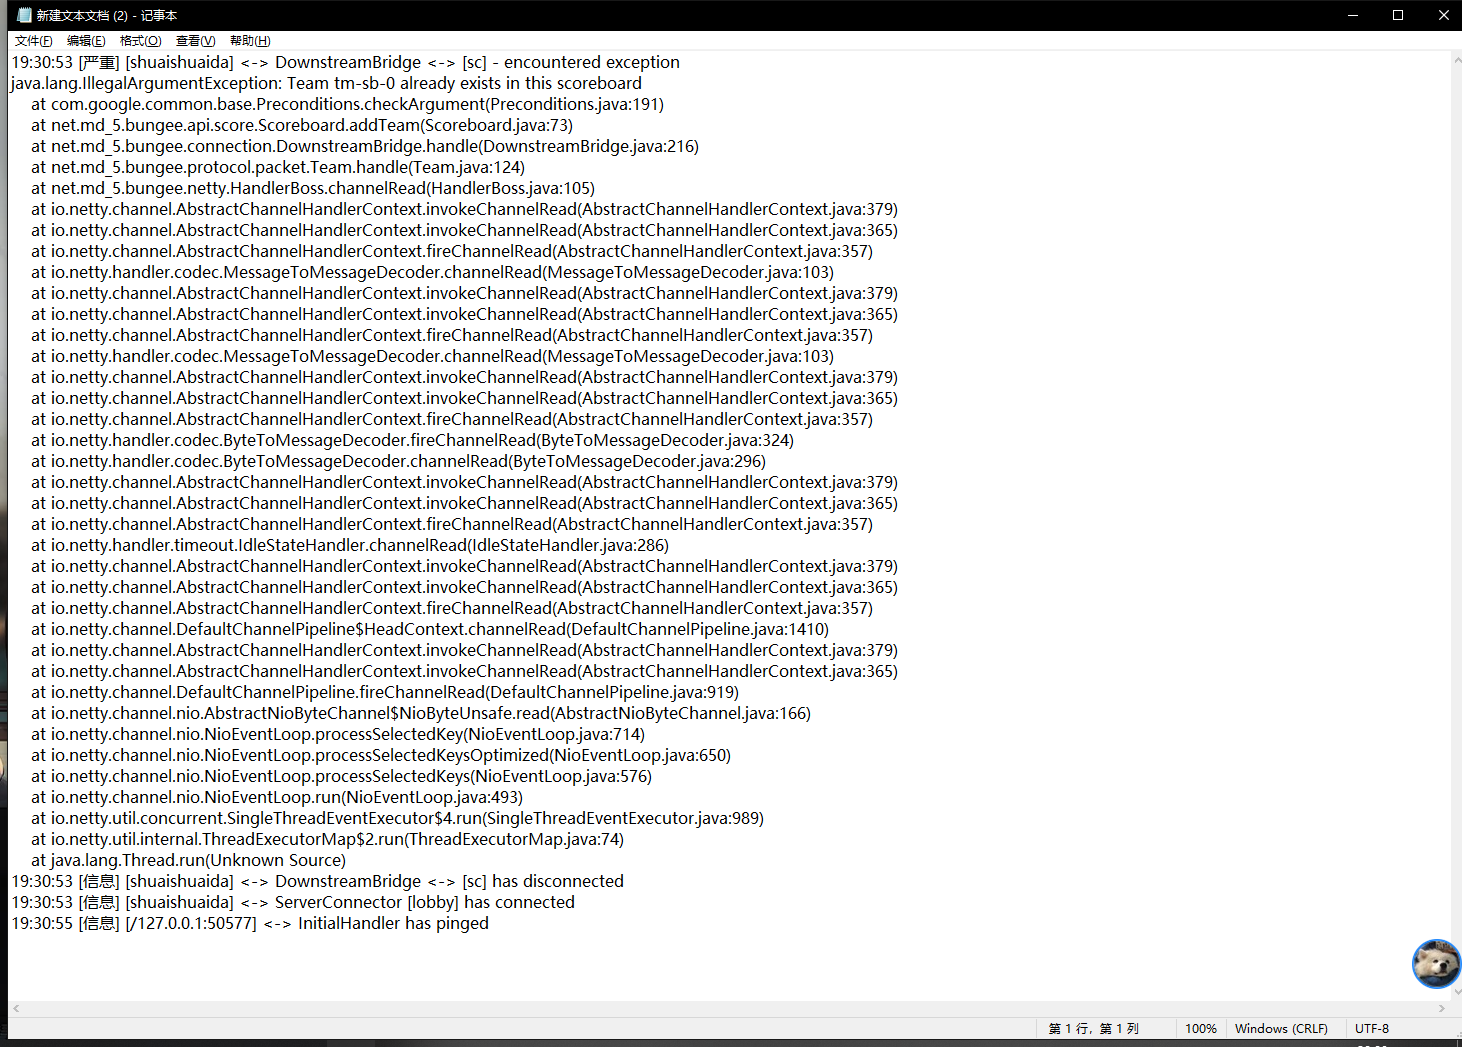 新建文本文档 (2) - 记事本
文件(F) 编辑(E) 格式(O) 查看(V) 帮助(H)
19:30:53 [严重] [shuaishuaida] <-> DownstreamBridge <-> [sc] - encountered exception
java.lang.IllegalArgumentException: Team tm-sb-0 already exists in this scoreboard
at com.google.common.base.Preconditions.checkArgument(Preconditions.java:191)
at net.md_5.bungee.api.score.Scoreboard.addTeam(Scoreboard.java:73)
at net.md_5.bungee.connection.DownstreamBridge.handle(DownstreamBridge.java:216)
at net.md_5.bungee.protocol.packet.Team.handle(Team.java:124)
at net.md_5.bungee.netty.HandlerBoss.channelRead(HandlerBoss.java:105)
at io.netty.channel.AbstractChannelHandlerContext.invokeChannelRead(AbstractChannelHandlerContext.java:379)
at io.netty.channel.AbstractChannelHandlerContext.invokeChannelRead(AbstractChannelHandlerContext.java:365)
at io.netty.channel.AbstractChannelHandlerContext.fireChannelRead(AbstractChannelHandlerContext.java:357)
at io.netty.handler.codec.MessageToMessageDecoder.channelRead(MessageToMessageDecoder.java:103)
at io.netty.channel.AbstractChannelHandlerContext.invokeChannelRead(AbstractChannelHandlerContext.java:379)
at io.netty.channel.AbstractChannelHandlerContext.invokeChannelRead(AbstractChannelHandlerContext.java:365)
at io.netty.channel.AbstractChannelHandlerContext.fireChannelRead(AbstractChannelHandlerContext.java:357)
at io.netty.handler.codec.MessageToMessageDecoder.channelRead(MessageToMessageDecoder.java:103)
at io.netty.channel.AbstractChannelHandlerContext.invokeChannelRead(AbstractChannelHandlerContext.java:379)
at io.netty.channel.AbstractChannelHandlerContext.invokeChannelRead(AbstractChannelHandlerContext.java:365)
at io.netty.channel.AbstractChannelHandlerContext.fireChannelRead(AbstractChannelHandlerContext.java:357)
at io.netty.handler.codec.ByteToMessageDecoder.fireChannelRead(ByteToMessageDecoder.java:324)
at io.netty.handler.codec.ByteToMessageDecoder.channelRead(ByteToMessageDecoder.java:296)
at io.netty.channel.AbstractChannelHandlerContext.invokeChannelRead(AbstractChannelHandlerContext.java:379)
at io.netty.channel.AbstractChannelHandlerContext.invokeChannelRead(AbstractChannelHandlerContext.java:365)
at io.netty.channel.AbstractChannelHandlerContext.fireChannelRead(AbstractChannelHandlerContext.java:357)
at io.netty.handler.timeout.IdleStateHandler.channelRead(IdleStateHandler.java:286)
at io.netty.channel.AbstractChannelHandlerContext.invokeChannelRead(AbstractChannelHandlerContext.java:379)
at io.netty.channel.AbstractChannelHandlerContext.invokeChannelRead(AbstractChannelHandlerContext.java:365)
at io.netty.channel.AbstractChannelHandlerContext.fireChannelRead(AbstractChannelHandlerContext.java:357)
at io.netty.channel.DefaultChannelPipeline$HeadContext.channelRead(DefaultChannelPipeline.java:1410)
at io.netty.channel.AbstractChannelHandlerContext.invokeChannelRead(AbstractChannelHandlerContext.java:379)
at io.netty.channel.AbstractChannelHandlerContext.invokeChannelRead(AbstractChannelHandlerContext.java:365)
at io.netty.channel.DefaultChannelPipeline.fireChannelRead(DefaultChannelPipeline.java:919)
at io.netty.channel.nio.AbstractNioByteChannel$NioByteUnsafe.read(AbstractNioByteChannel.java:166)
at io.netty.channel.nio.NioEventLoop.processSelectedKey(NioEventLoop.java:714)
at io.netty.channel.nio.NioEventLoop.processSelectedKeysOptimized(NioEventLoop.java:650)
at io.netty.channel.nio.NioEventLoop.processSelectedKeys(NioEventLoop.java:576)
at io.netty.channel.nio.NioEventLoop.run(NioEventLoop.java:493)
at io.netty.util.concurrent.SingleThreadEventExecutor$4.run(SingleThreadEventExecutor.java:989)
at io.netty.util.internal.ThreadExecutorMap$2.run(ThreadExecutorMap.java:74)
at java.lang.Thread.run(Unknown Source)
19:30:53 [信息] [shuaishuaida] <-> DownstreamBridge <-> [sc] has disconnected
19:30:53 [信息] [shuaishuaida] <-> ServerConnector [lobby] has connected
19:30:55 [信息] [/127.0.0.1:50577] <-> InitialHandler has pinged
第 1 行，第 1 列 100% Windows (CRLF) UTF-8